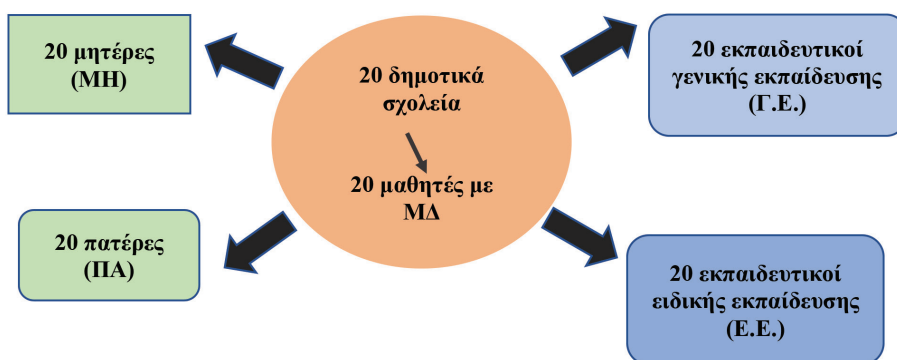 20 μητέρες
(ΜΗ)
20 δημοτικά
σχολεία
20 μαθητές με
ΜΔ
20 εκπαιδευτικοί
γενικής εκπαίδευσης
(Γ.Ε.)
20 πατέρες
(ΠΑ)
20 εκπαιδευτικοί
ειδικής εκπαίδευσης
(Ε.Ε.)